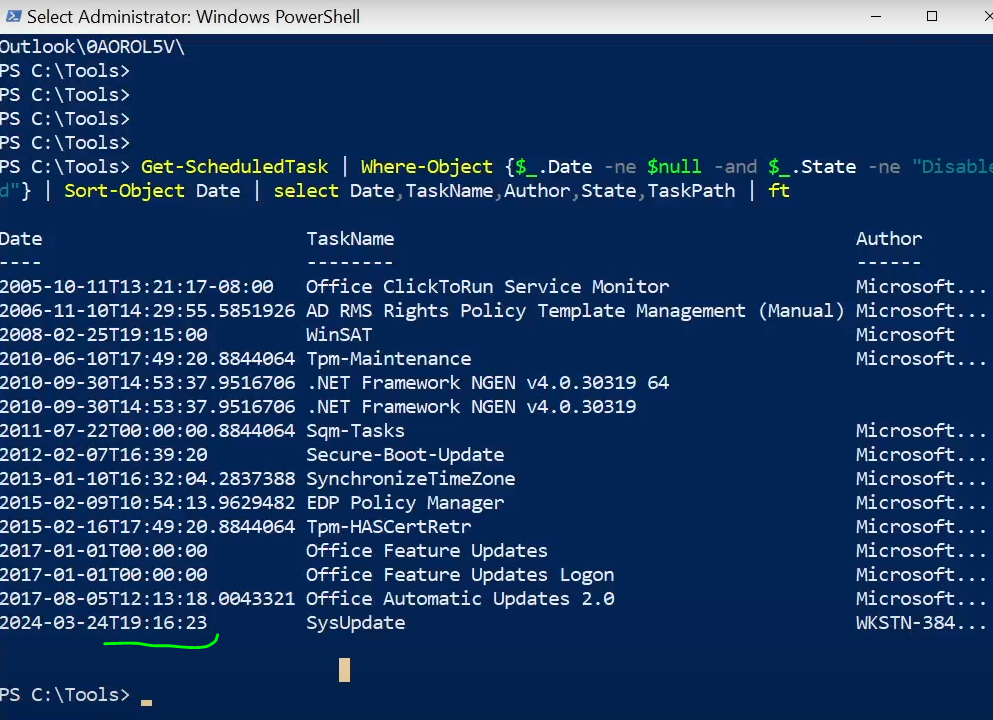 Select Administrator: Windows PowerShell
Outlook\0AOROL5V\
PS C:\Tools>
PS C:\Tools>
PS C:\Tools>
PS C:\Tools>
PS C:\Tools> Get-ScheduledTask | Where-Object {$_.Date -ne $null -and $_.State -ne "Disable
d"} | Sort-Object Date | select Date,TaskName,Author,State,TaskPath | ft
Date TaskName Author
---- -------- ------
2005-10-11T13:21:17-08:00 Office ClickToRun Service Monitor Microsoft...
2006-11-10T14:29:55.5851926 AD RMS Rights Policy Template Management (Manual) Microsoft...
2008-02-25T19:15:00 WinSAT Microsoft
2010-06-10T17:49:20.8844064 Tpm-Maintenance Microsoft...
2010-09-30T14:53:37.9516706 .NET Framework NGEN v4.0.30319 64
2010-09-30T14:53:37.9516706 .NET Framework NGEN v4.0.30319
2011-07-22T00:00:00.8844064 Sqm-Tasks Microsoft...
2012-02-07T16:39:20 Secure-Boot-Update Microsoft...
2013-01-10T16:32:04.2837388 SynchronizeTimeZone Microsoft...
2015-02-09T10:54:13.9629482 EDP Policy Manager Microsoft...
2015-02-16T17:49:20.8844064 Tpm-HASCertRetr Microsoft...
2017-01-01T00:00:00 Office Feature Updates Microsoft...
2017-01-01T00:00:00 Office Feature Updates Logon Microsoft...
2017-08-05T12:13:18.0043321 Office Automatic Updates 2.0 Microsoft...
2024-03-24T19:16:23 SysUpdate WKSTN-384...
PS C:\Tools>